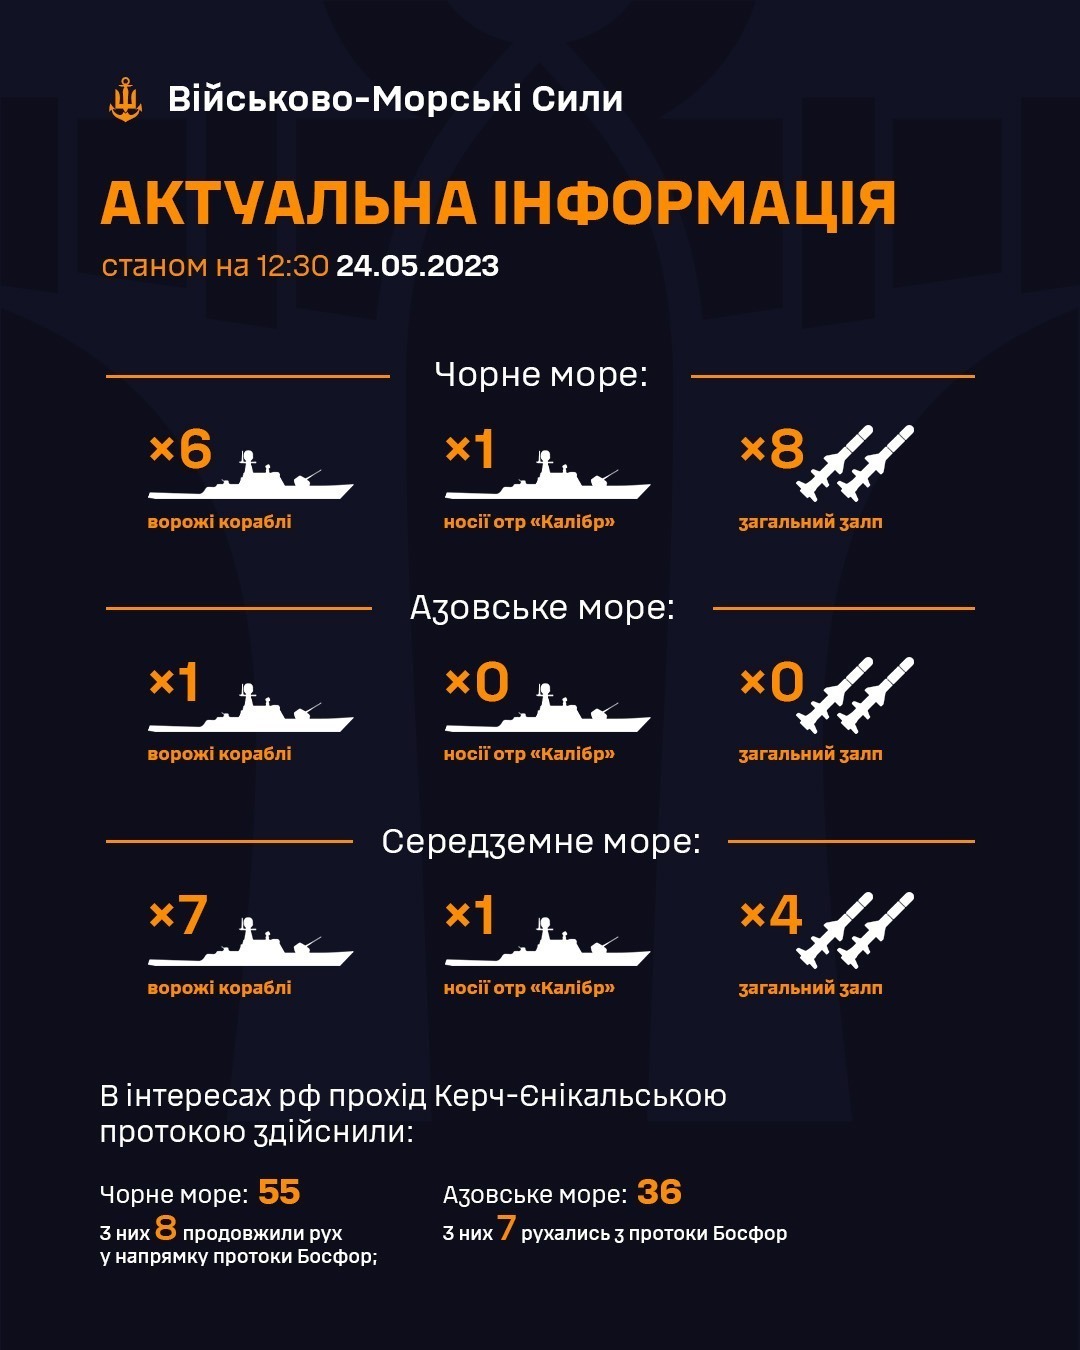 Військово-Морські Сили
АКТУАЛЬНА ІНФОРМАЦІЯ
станом на 12:30 24.05.2023
Чорне море:
×6 ×1 ×8
ворожі кораблі носії отр «Калібр» загальний залп
Азовське море:
×1 ×0 ×0
ворожі кораблі носії отр «Калібр» загальний залп
Середземне море:
×7 ×1 ×4
ворожі кораблі носії отр «Калібр» загальний залп
В інтересах рф прохід Керч-Єнікальською
протокою здійснили:
Чорне море: 55
З них 8 продовжили рух
у напрямку протоки Босфор;
Азовське море: 36
З них 7 рухались з протоки Босфор